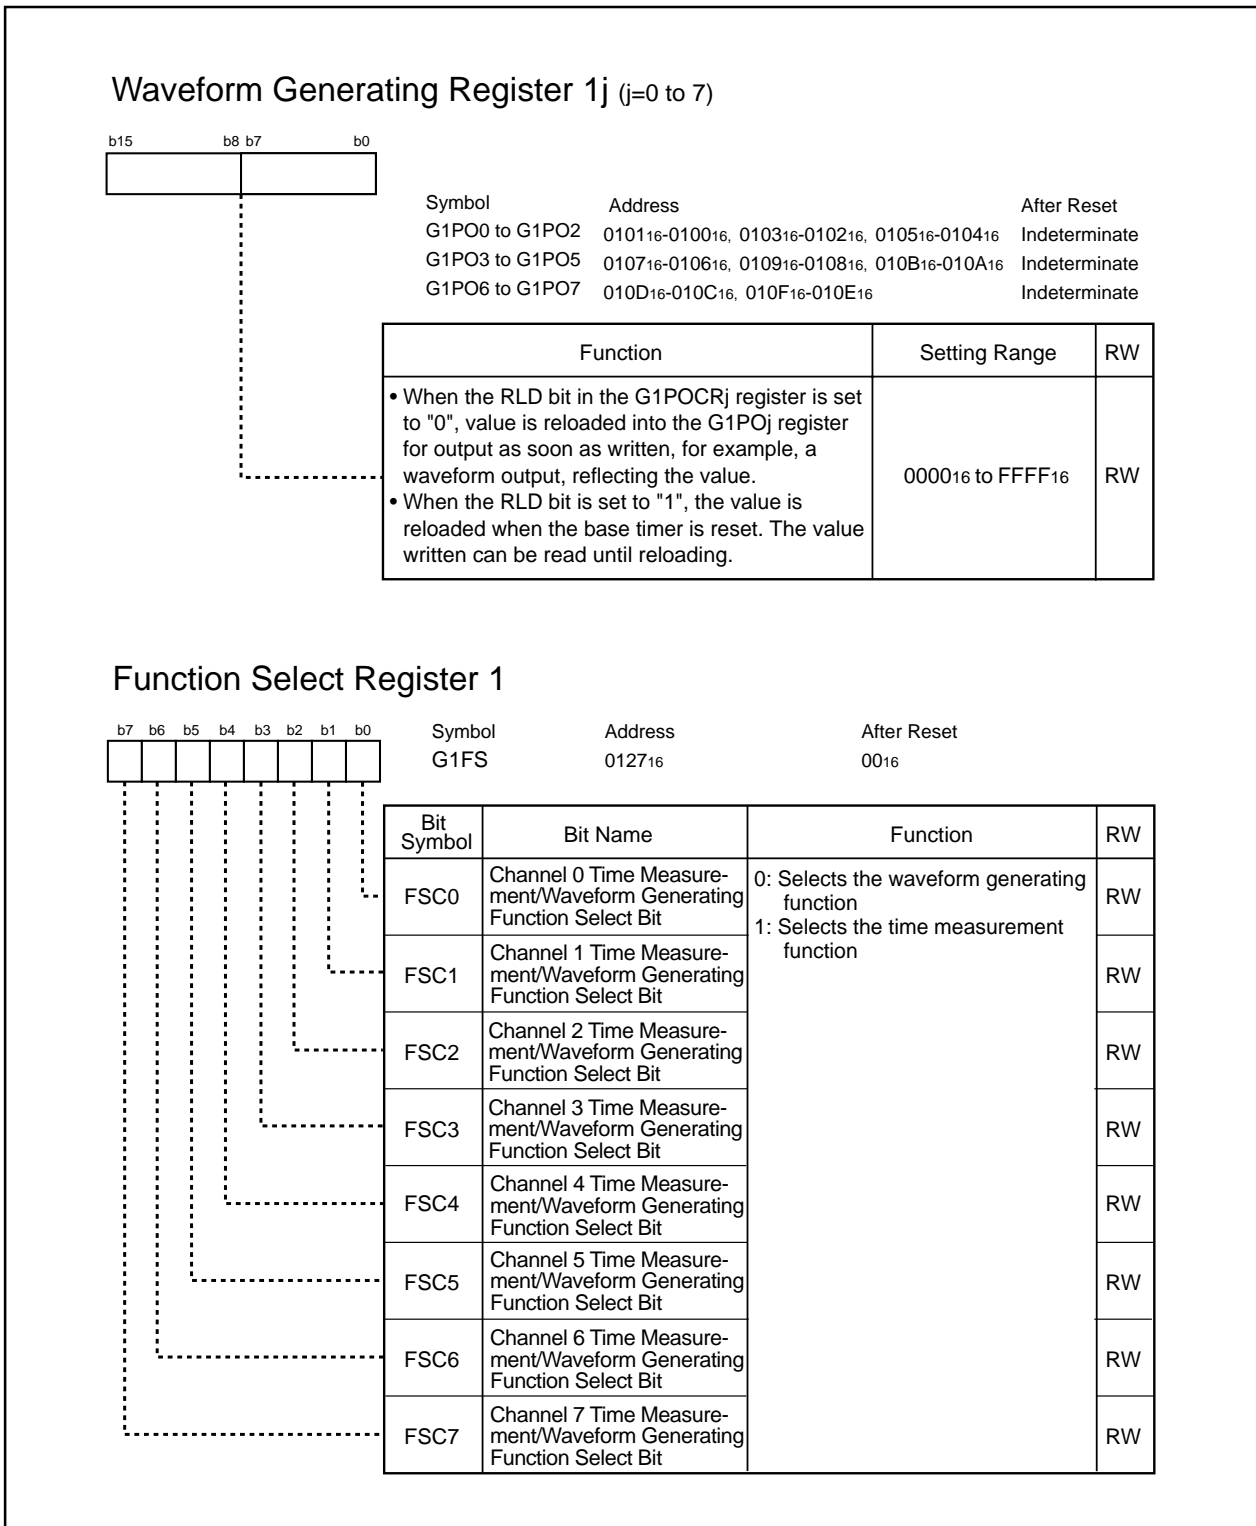 Waveform Generating Register 1j (j=0 to 7)
b15 b8 b7 b0
Symbol Address After Reset
G1PO0 to G1PO2 010116-010016, 010316-010216, 010516-010416 Indeterminate
G1PO3 to G1PO5 010716-010616, 010916-010816, 010B16-010A16 Indeterminate
G1PO6 to G1PO7 010D16-010C16, 010F16-010E16 Indeterminate
Function Setting Range RW
• When the RLD bit in the G1POCRj register is set
to "0", value is reloaded into the G1POj register
for output as soon as written, for example, a
waveform output, reflecting the value.
• When the RLD bit is set to "1", the value is
reloaded when the base timer is reset. The value
written can be read until reloading.
000016 to FFFF16
RW
Function Select Register 1
b7 b6 b5 b4 b3 b2 b1 b0
Symbol Address After Reset
G1FS 012716 0016
Bit
Symbol
Bit Name Function RW
FSC0
Channel 0 Time Measure-
ment/Waveform Generating
Function Select Bit
0: Selects the waveform generating
function
1: Selects the time measurement
function
RW
FSC1
Channel 1 Time Measure-
ment/Waveform Generating
Function Select Bit
RW
FSC2
Channel 2 Time Measure-
ment/Waveform Generating
Function Select Bit
RW
FSC3
Channel 3 Time Measure-
ment/Waveform Generating
Function Select Bit
RW
FSC4
Channel 4 Time Measure-
ment/Waveform Generating
Function Select Bit
RW
FSC5
Channel 5 Time Measure-
ment/Waveform Generating
Function Select Bit
RW
FSC6
Channel 6 Time Measure-
ment/Waveform Generating
Function Select Bit
RW
FSC7
Channel 7 Time Measure-
ment/Waveform Generating
Function Select Bit
RW